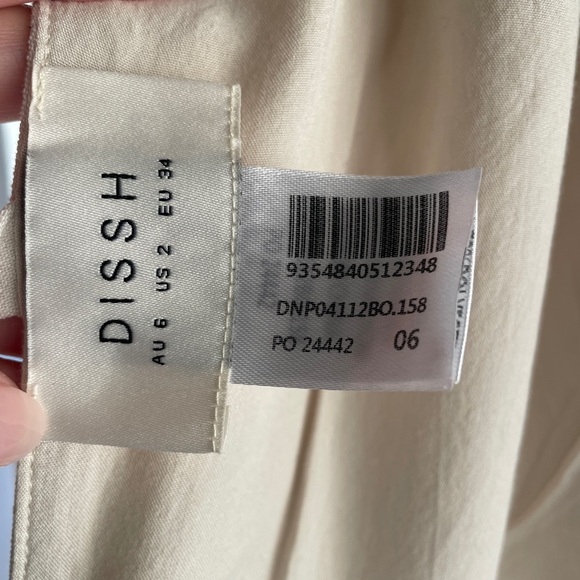 DISSH
AU 6 US 2 EU 34
9354840512348
DNP04112BO.158
PO 24442 06